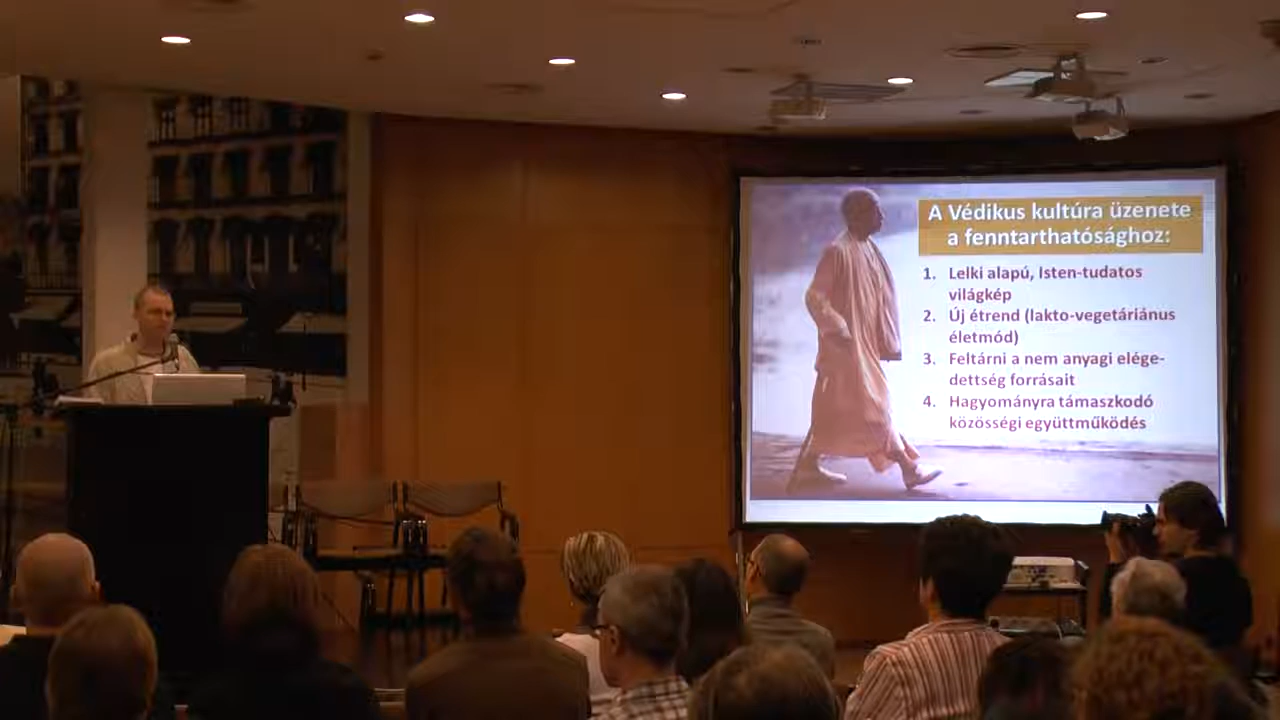 A Védikus kultúra üzenete
a fenntarthatósághoz:
1. Lelki alapú, Isten-tudatos
világkép
2. Új étrend (lakto-vegetáriánus
életmód)
3. Feltárni a nem anyagi elége-
dettség forrásait
4. Hagyományra támaszkodó
közösségi együttműködés